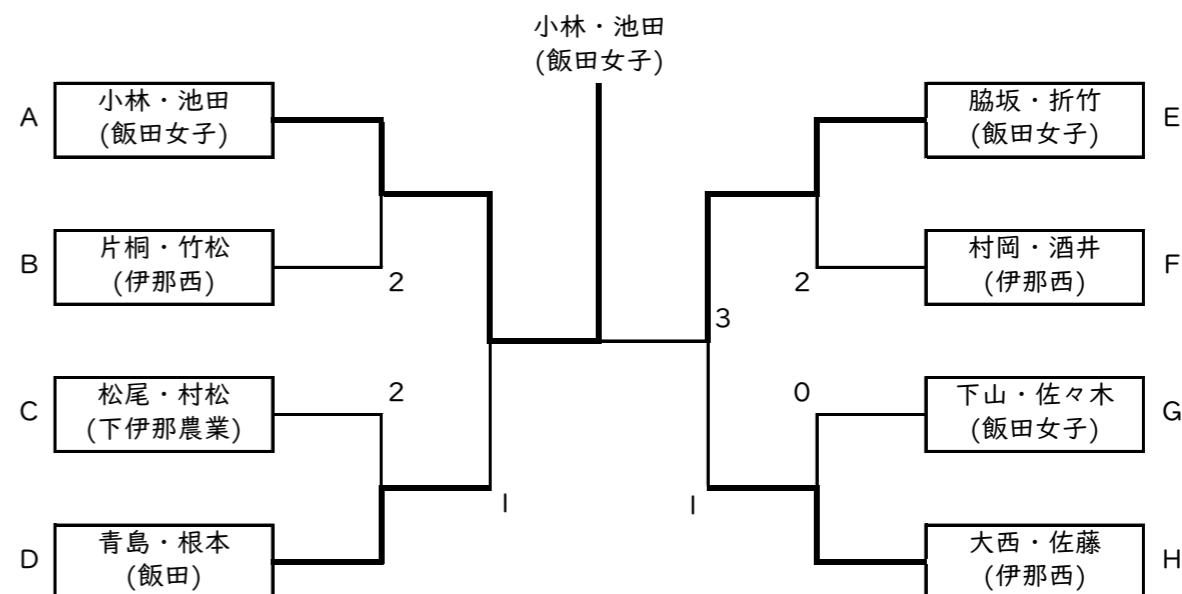 小林・池田
(飯田女子)
A
小林・池田
(飯田女子)
B
片桐・竹松
(伊那西)
2
C
松尾・村松
(下伊那農業)
2
D
青島・根本
(飯田)
1
3
1
脇坂・折竹
(飯田女子)
E
村岡・酒井
(伊那西)
F
2
下山・佐々木
(飯田女子)
G
0
大西・佐藤
(伊那西)
H